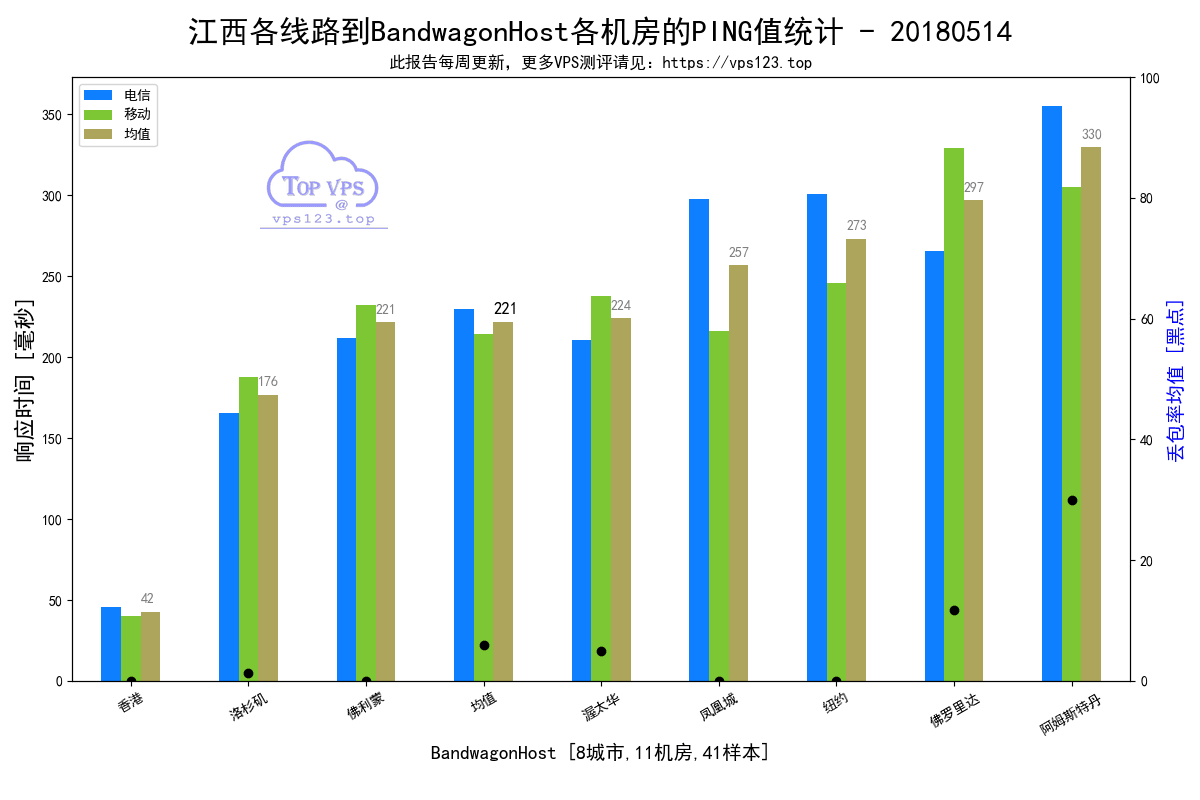 江西各线路到BandwagonHost各机房的PING值统计 - 20180514
此报告每周更新，更多VPS测评请见：https://vps123.top
电信
移动
均值
TOP VPS
@
vps123.top
响应时间 [毫秒]
350
300
250
200
150
100
50
0
42
176
221
221
224
257
273
297
330
100
80
60
40
20
0
丢包率均值 [黑点]
香港
洛杉矶
佛利蒙
均值
渥太华
凤凰城
纽约
佛罗里达
阿姆斯特丹
BandwagonHost [8城市,11机房,41样本]